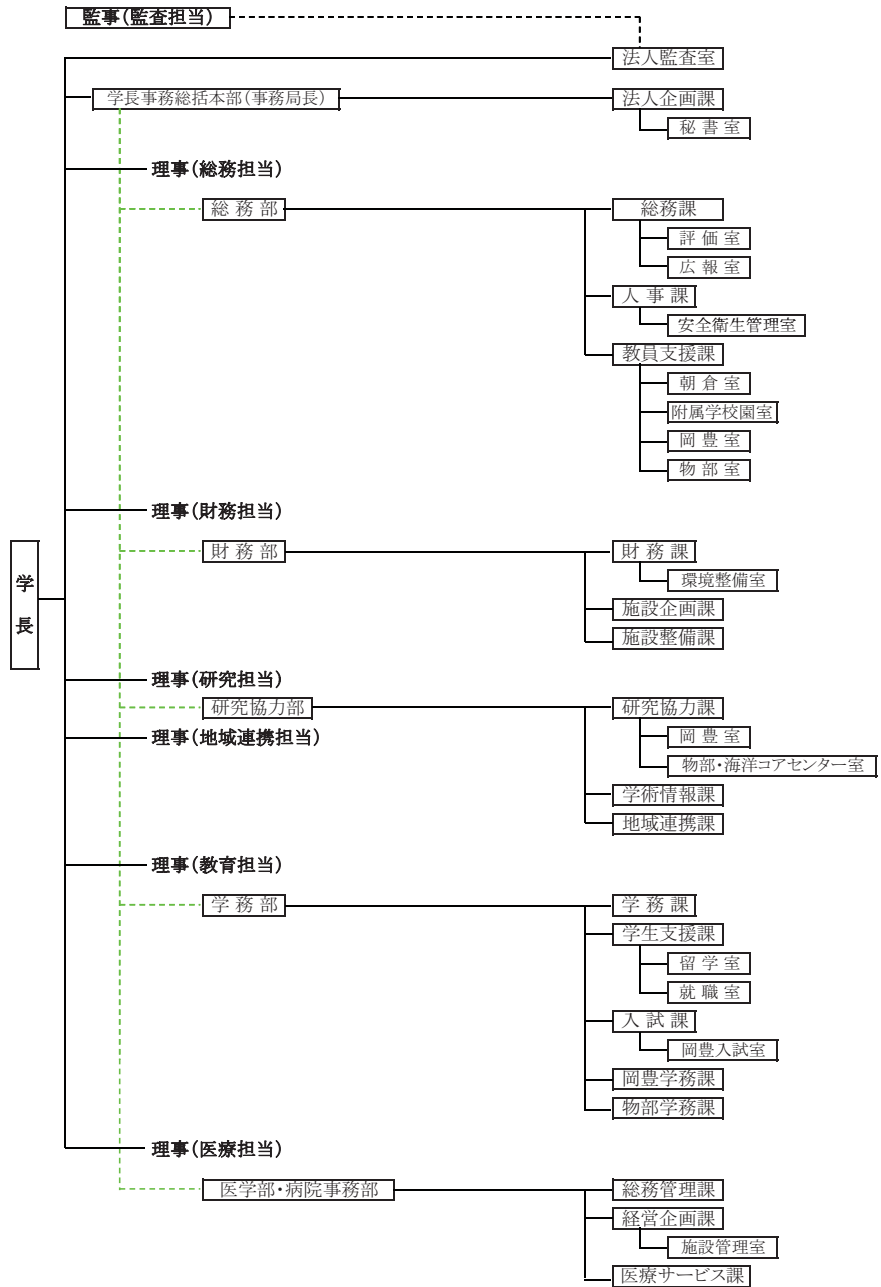 監事(監査担当)
法人監査室
学長事務総括本部(事務局長)
法人企画課
秘書室
理事(総務担当)
総務部
総務課
評価室
広報室
人事課
安全衛生管理室
教員支援課
朝倉室
附属学校園室
岡豊室
物部室
理事(財務担当)
学長
財務部
財務課
環境整備室
施設企画課
施設整備課
理事(研究担当)
研究協力部
研究協力課
理事(地域連携担当)
岡豊室
物部・海洋コアセンター室
学術情報課
地域連携課
理事(教育担当)
学務部
学務課
学生支援課
留学室
就職室
入試課
岡豊入試室
岡豊学務課
物部学務課
理事(医療担当)
医学部・病院事務部
総務管理課
経営企画課
施設管理室
医療サービス課